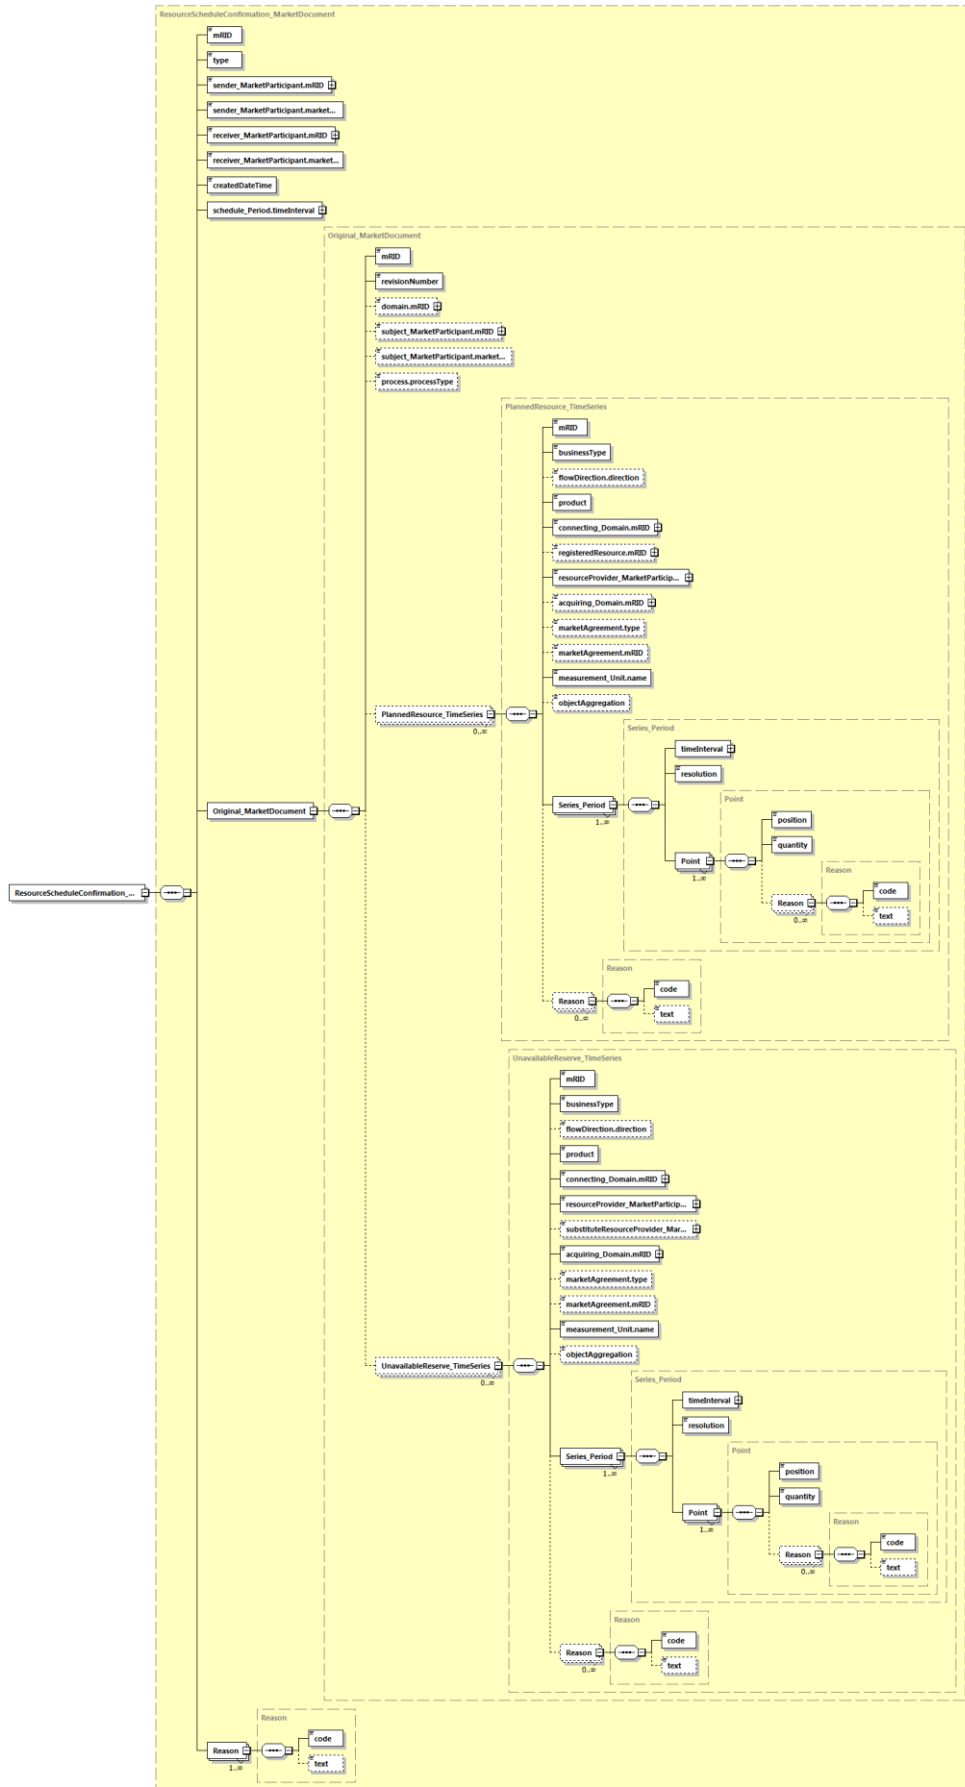 ResourceScheduleConfirmation_MarketDocument
mRID
type
sender_MarketParticipant.mRID
sender_MarketParticipant.market...
receiver_MarketParticipant.mRID
receiver_MarketParticipant.market...
createdDateTime
schedule_Period.timeInterval
Original_MarketDocument
mRID
revisionNumber
domain.mRID
subject_MarketParticipant.mRID
subject_MarketParticipant.market...
process.processType
PlannedResource_TimeSeries
mRID
businessType
flowDirection.direction
product
connecting_Domain.mRID
registeredResource.mRID
resourceProvider_MarketParticip...
acquiring_Domain.mRID
marketAgreement.type
marketAgreement.mRID
measurement_Unit.name
objectAggregation
PlannedResource_TimeSeries
0..∞
Series_Period
timeInterval
resolution
Point
position
quantity
Series_Period
1..∞
Original_MarketDocument
Point
1..∞
Reason
code
text
Reason
0..∞
ResourceScheduleConfirmation_...
Reason
code
text
Reason
0..∞
UnavailableReserve_TimeSeries
mRID
businessType
flowDirection.direction
product
connecting_Domain.mRID
resourceProvider_MarketParticip...
substituteResourceProvider_Mar...
acquiring_Domain.mRID
marketAgreement.type
marketAgreement.mRID
measurement_Unit.name
objectAggregation
UnavailableReserve_TimeSeries
0..∞
Series_Period
timeInterval
resolution
Point
position
quantity
Series_Period
1..∞
Point
1..∞
Reason
code
text
Reason
0..∞
Reason
code
text
Reason
0..∞
Reason
code
text
Reason
1..∞